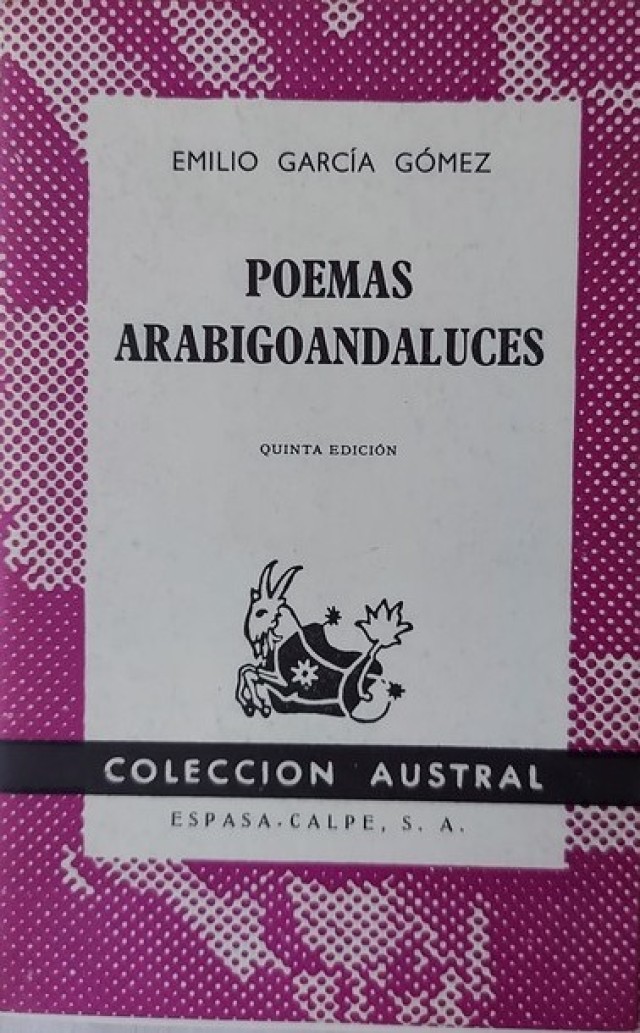 EMILIO GARCÍA GÓMEZ
POEMAS
ARABIGOANDALUCES
QUINTA EDICIÓN
COLECCION AUSTRAL
ESPASA-CALPE, S. A.